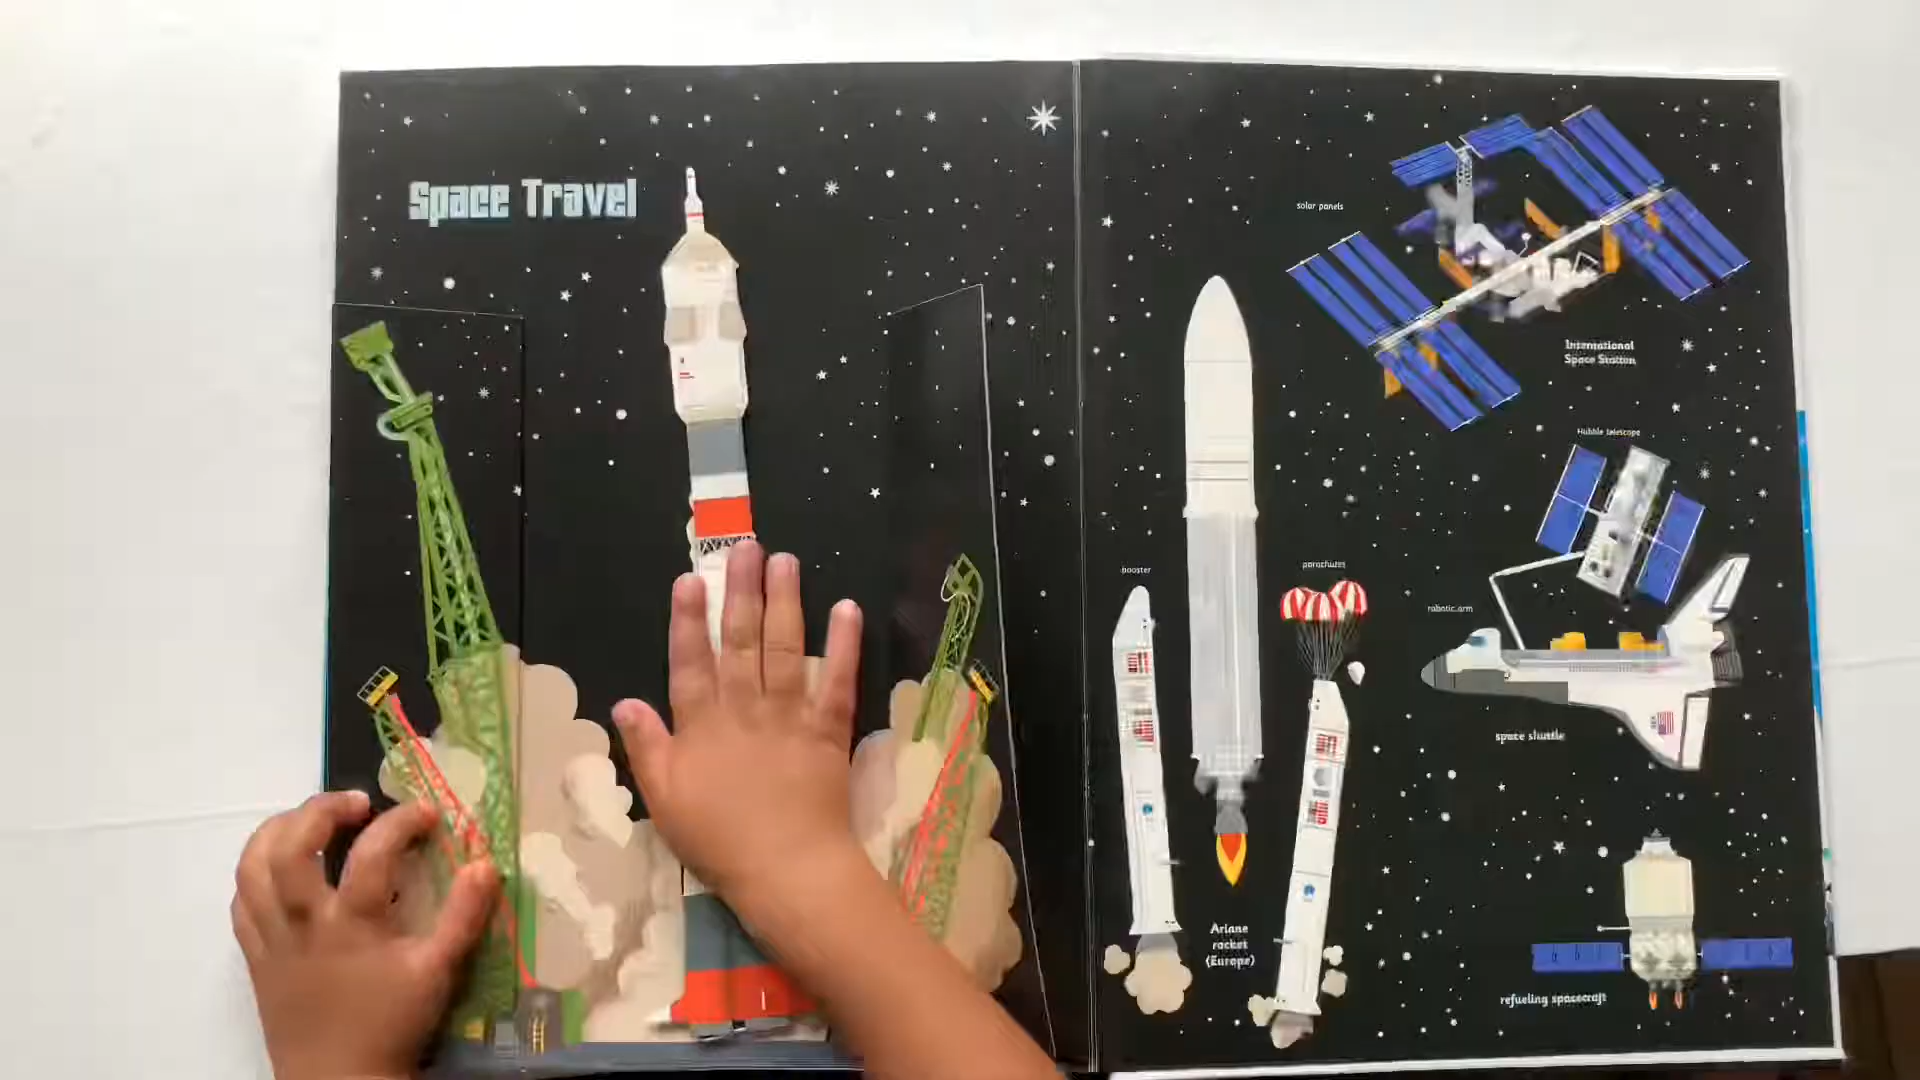 Space Travel
solar panels
International
Space Station
Hubble telescope
booster
parachutes
robotic arm
space shuttle
Ariane
rocket
(Europe)
refueling spacecraft